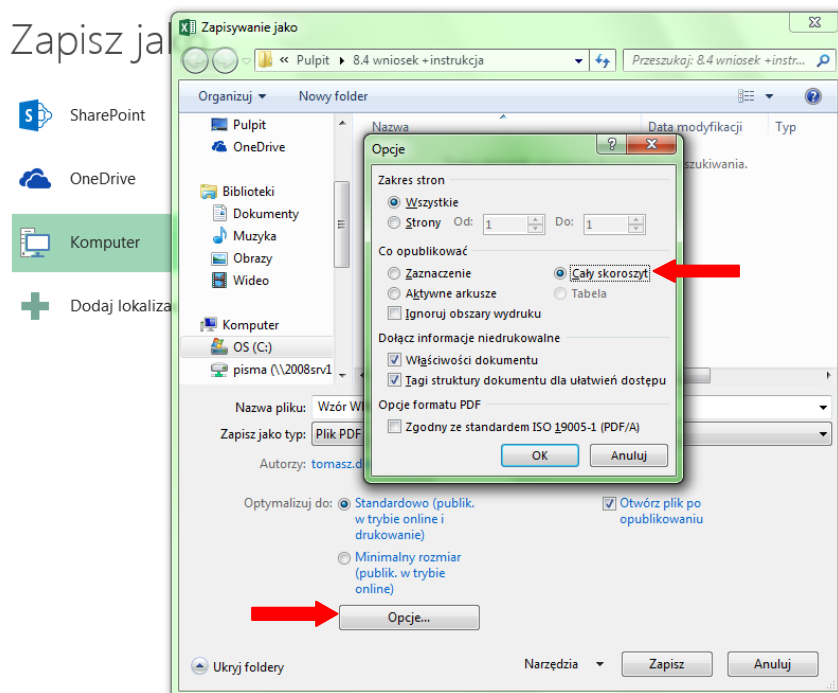 Zapisz jak
SharePoint
OneDrive
Komputer
Dodaj lokaliza
Zapisywanie jako
« Pulpit 8.4 wniosek +instrukcja
Przeszukaj: 8.4 wniosek +instr...
Organizuj
Nowy folder
Pulpit
OneDrive
Biblioteki
Dokumenty
Muzyka
Obrazy
Wideo
Komputer
OS (C:)
pisma (\\2008srv1
Nazwa
Data modyfikacji
Typ
szukiwania.
Opcje
Zakres stron
Wszystkie
Strony Od: 1 Do: 1
Co opublikować
Zaznaczenie
Cały skoroszyt
Aktywne arkusze
Tabela
Ignoruj obszary wydruku
Dołącz informacje niedrukowalne
Właściwości dokumentu
Tagi struktury dokumentu dla ułatwień dostępu
Opcje formatu PDF
Zgodny ze standardem ISO 19005-1 (PDF/A)
OK
Anuluj
Nazwa pliku: Wzór
Zapisz jako typ: Plik PDF
Autorzy: tomasz.d
Optymalizuj do:
Standardowo (publik.
w trybie online i
drukowanie)
Minimalny rozmiar
(publik. w trybie
online)
Otwórz plik po
opublikowaniu
Opcje...
Ukryj foldery
Narzędzia
Zapisz
Anuluj